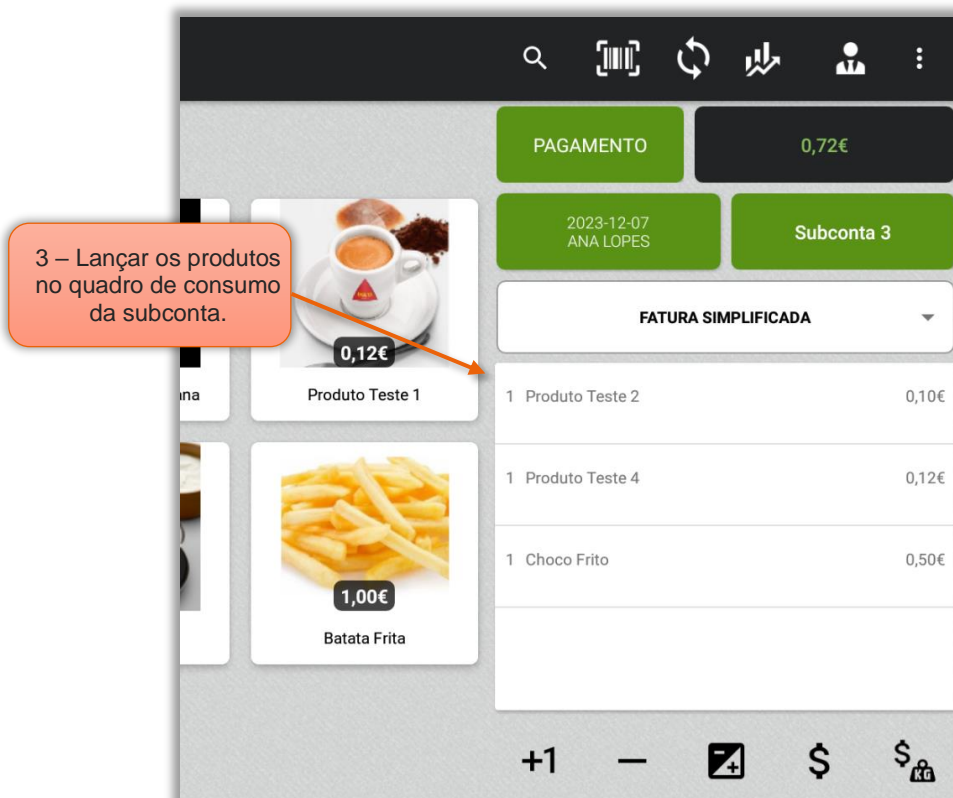 PAGAMENTO
0,72€
2023-12-07
ANA LOPES
Subconta 3
3 – Lançar os produtos
no quadro de consumo
da subconta.
FATURA SIMPLIFICADA
0,12€
Produto Teste 1
1 Produto Teste 2 0,10€
1 Produto Teste 4 0,12€
1 Choco Frito 0,50€
1,00€
Batata Frita
+1
$
$ KG